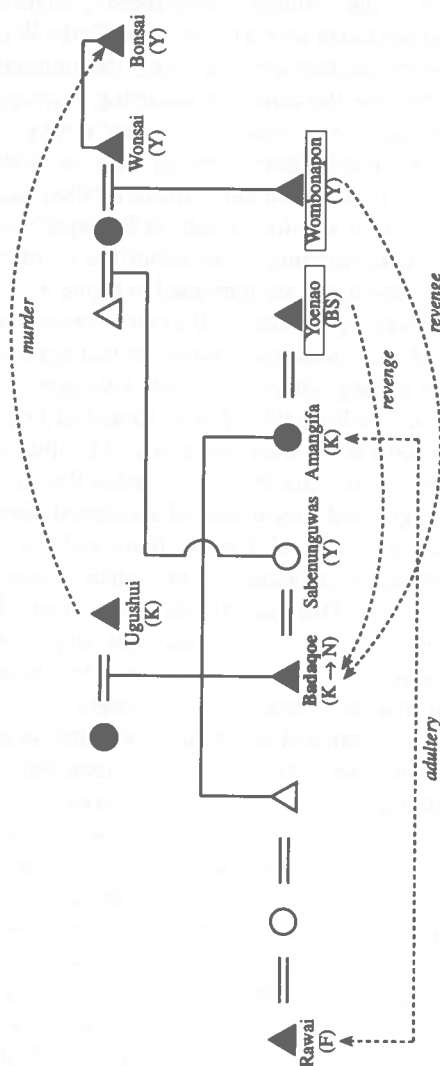 murder
Bonsai
(Y)
Wonsai
(Y)
Ugushui
(K)
Rawai
(F)
Badaqoe
(K → N)
Sabenunguwas
(Y)
Amangifa
(K)
Yoenao
(BS)
Wombonapon
(Y)
revenge
revenge
adultery